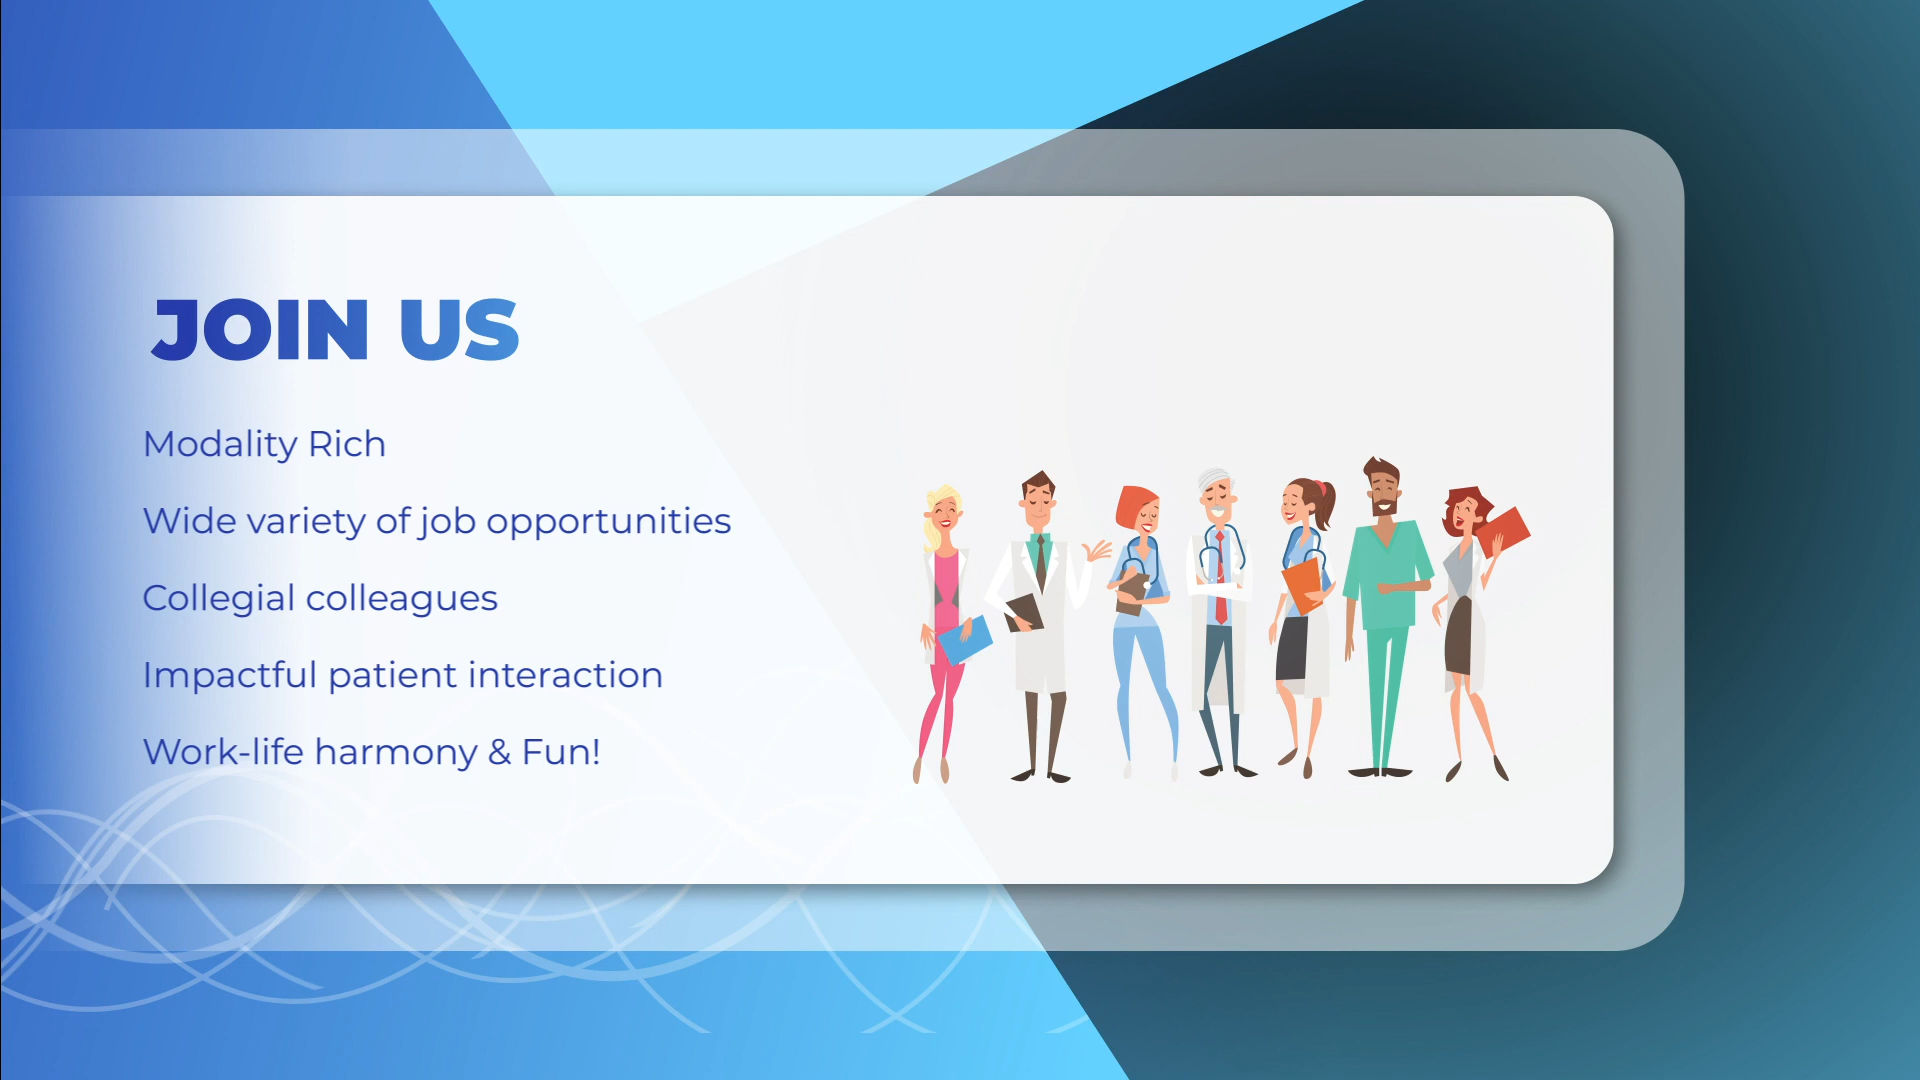 JOIN US
Modality Rich
Wide variety of job opportunities
Collegial colleagues
Impactful patient interaction
Work-life harmony & Fun!